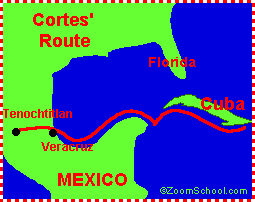 Cortes'
Route
Florida
Cuba
Tenochtitlan
Veracruz
MEXICO
©ZoomSchool.com